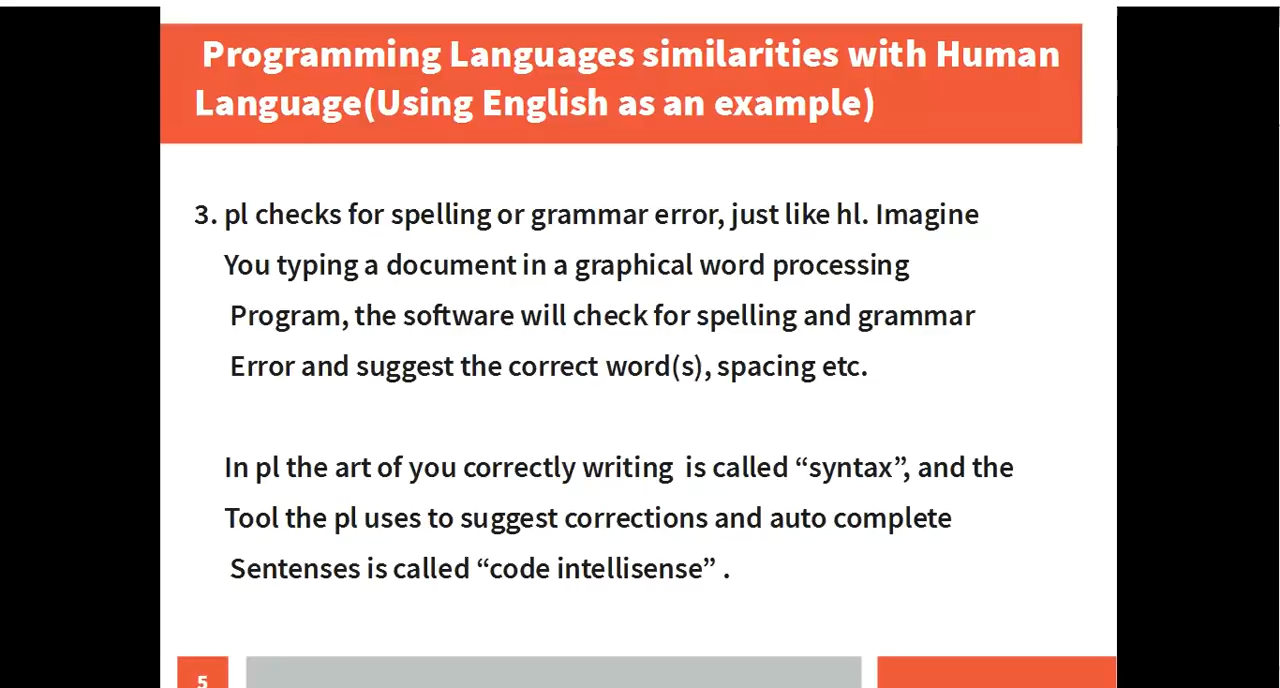 Programming Languages similarities with Human
Language(Using English as an example)
3. pl checks for spelling or grammar error, just like hl. Imagine
You typing a document in a graphical word processing
Program, the software will check for spelling and grammar
Error and suggest the correct word(s), spacing etc.
In pl the art of you correctly writing is called “syntax”, and the
Tool the pl uses to suggest corrections and auto complete
Sentenses is called “code intellisense” .
5